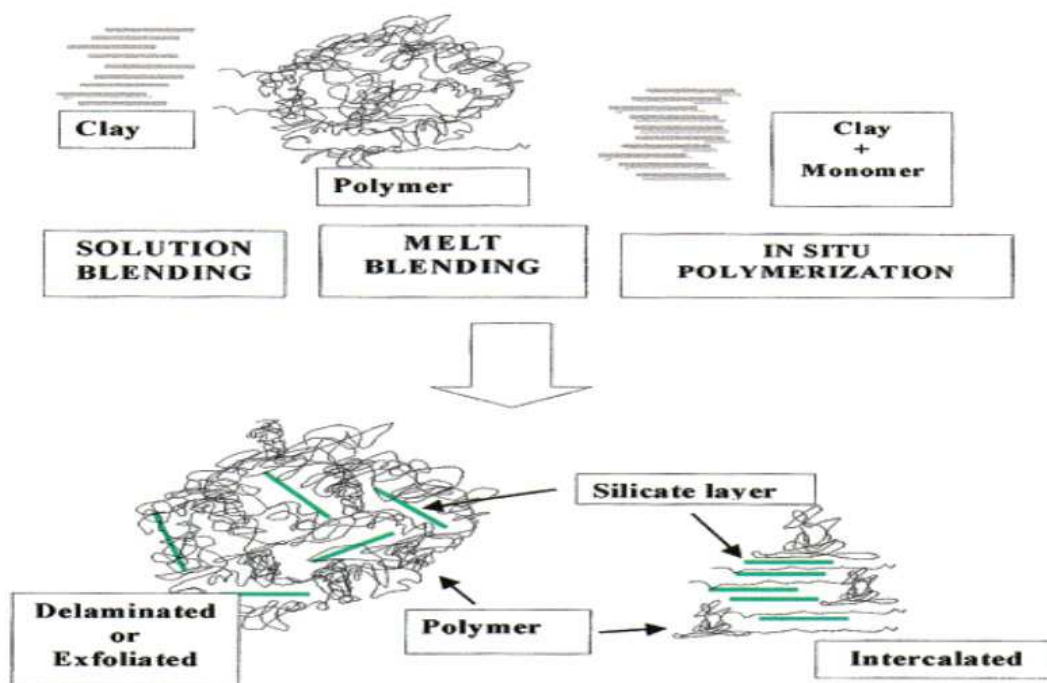 Clay
Polymer
Clay
+
Monomer
SOLUTION
BLENDING
MELT
BLENDING
IN SITU
POLYMERIZATION
Silicate layer
Delaminated
or
Exfoliated
Polymer
Intercalated